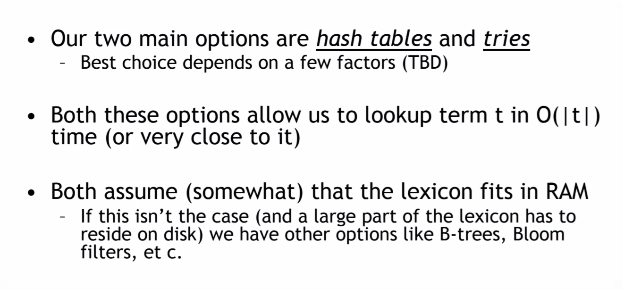 • Our two main options are hash tables and tries
- Best choice depends on a few factors (TBD)
• Both these options allow us to lookup term t in O(|t|)
time (or very close to it)
• Both assume (somewhat) that the lexicon fits in RAM
- If this isn't the case (and a large part of the lexicon has to
reside on disk) we have other options like B-trees, Bloom
filters, et c.